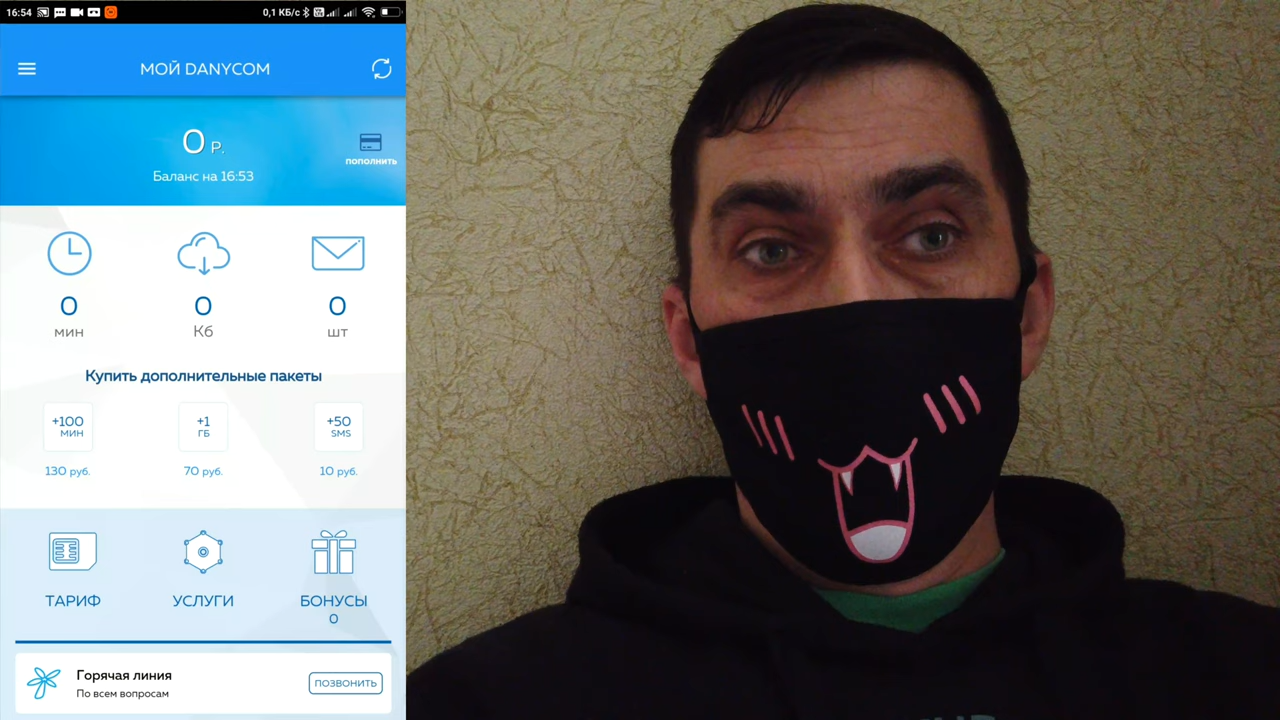 16:54
0,1 КБ/с
МОЙ DANYCOM
0 Р.
ПОПОЛНИТЬ
Баланс на 16:53
0
0
0
мин
Кб
шт
Купить дополнительные пакеты
+100
+1
+50
МИН
ГБ
SMS
130 руб.
70 руб.
10 руб.
ТАРИФ
УСЛУГИ
БОНУСЫ
0
Горячая линия
По всем вопросам
ПОЗВОНИТЬ